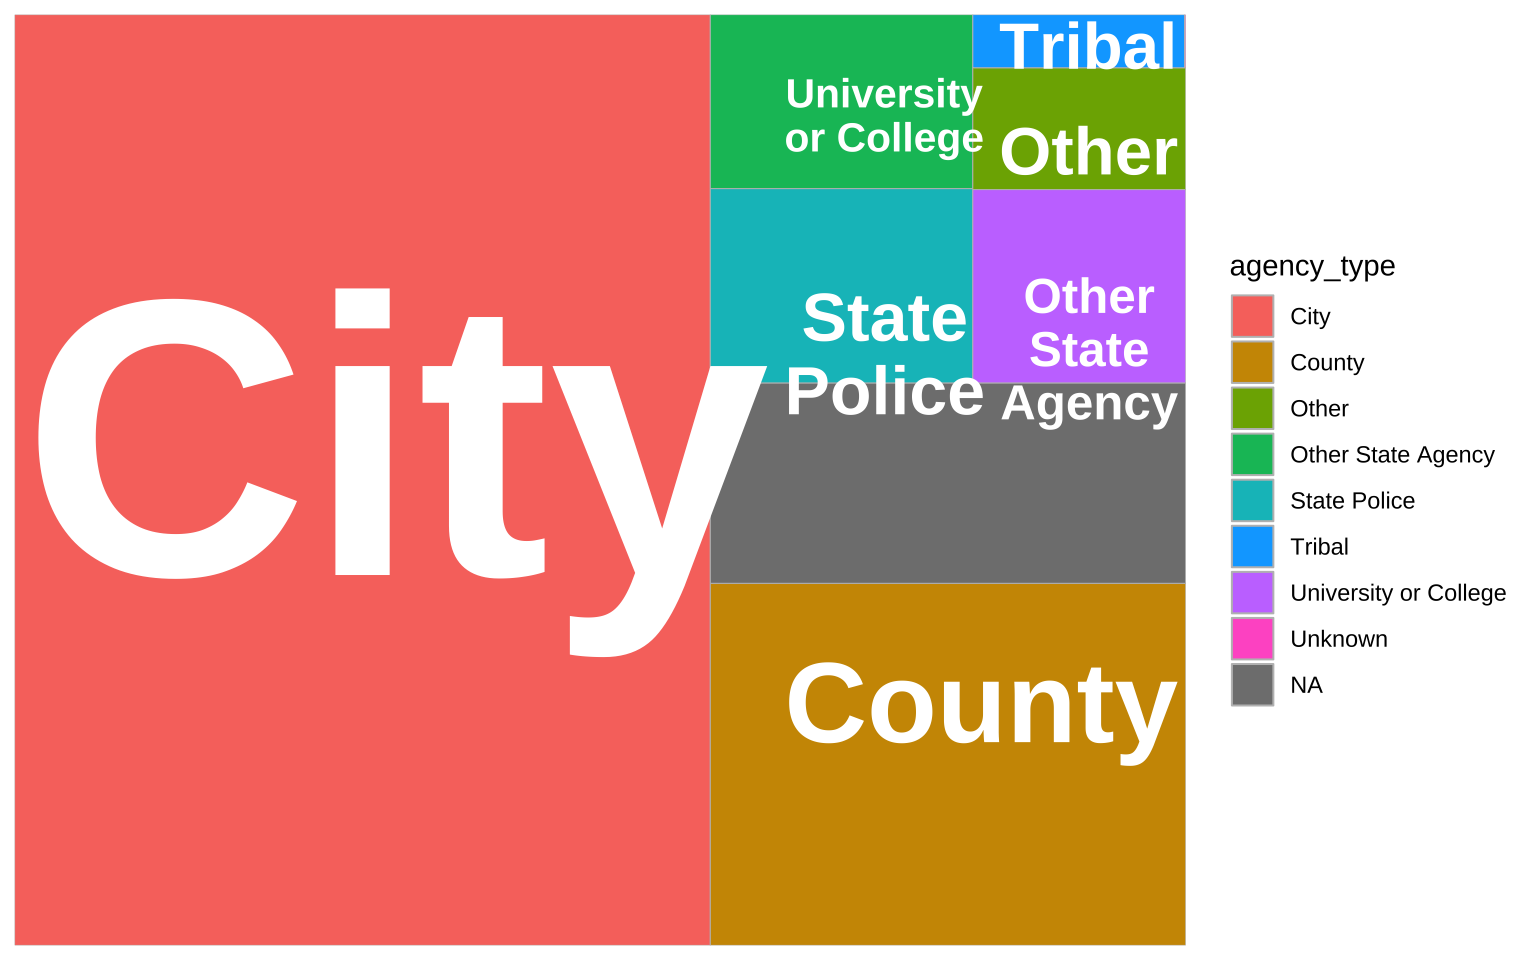 City
University
or College
Tribal
Other
State
Police
Other
State
Agency
County
agency_type
City
County
Other
Other State Agency
State Police
Tribal
University or College
Unknown
NA